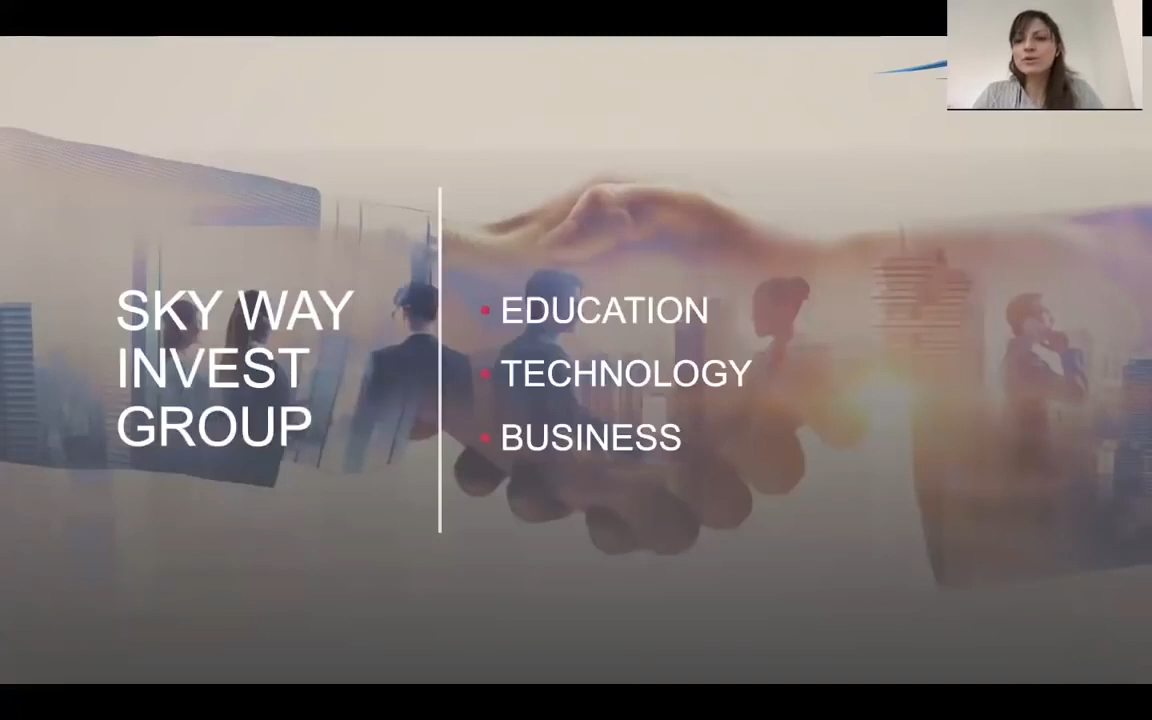 SKY WAY
INVEST
GROUP
EDUCATION
TECHNOLOGY
BUSINESS